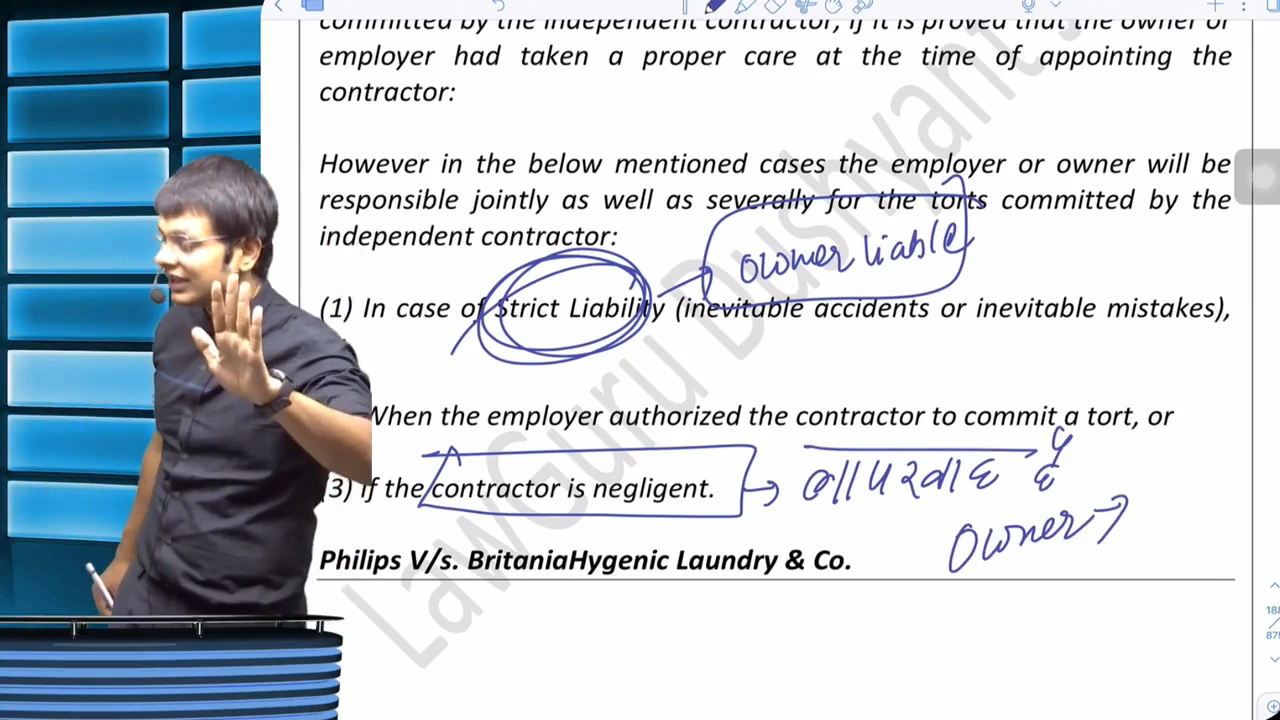 committed by the independent contractor, if it is proved that the owner or
employer had taken a proper care at the time of appointing the
contractor:
However in the below mentioned cases the employer or owner will be
responsible jointly as well as severally for the torts committed by the
independent contractor:
owner liable
(1) In case of Strict Liability (inevitable accidents or inevitable mistakes),
When the employer authorized the contractor to commit a tort, or
(3) If the contractor is negligent.
Owner
Philips V/s. BritaniaHygenic Laundry & Co.
LawGuru Dushyant
188
/
875